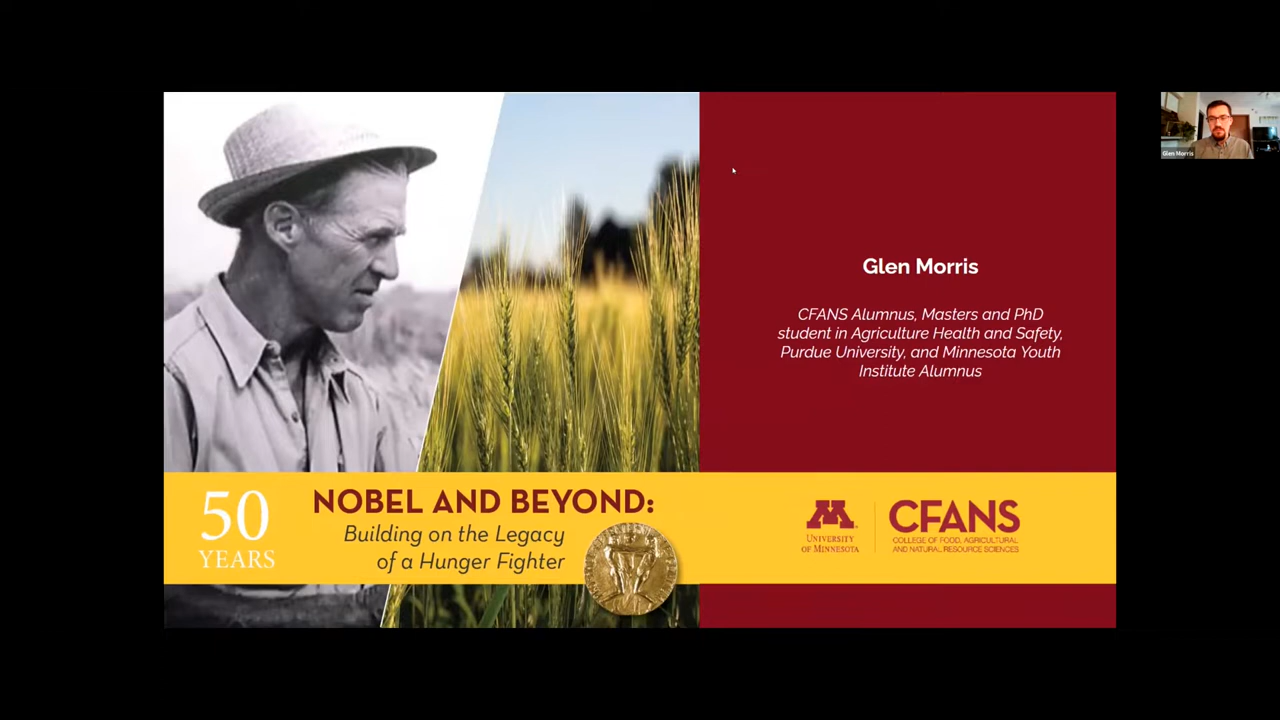 Glen Morris
CFANS Alumnus, Masters and PhD
student in Agriculture Health and Safety,
Purdue University, and Minnesota Youth
Institute Alumnus
50
YEARS
NOBEL AND BEYOND:
Building on the Legacy
of a Hunger Fighter
M
UNIVERSITY
OF MINNESOTA
CFANS
COLLEGE OF FOOD, AGRICULTURAL
AND NATURAL RESOURCE SCIENCES
Glen Morris